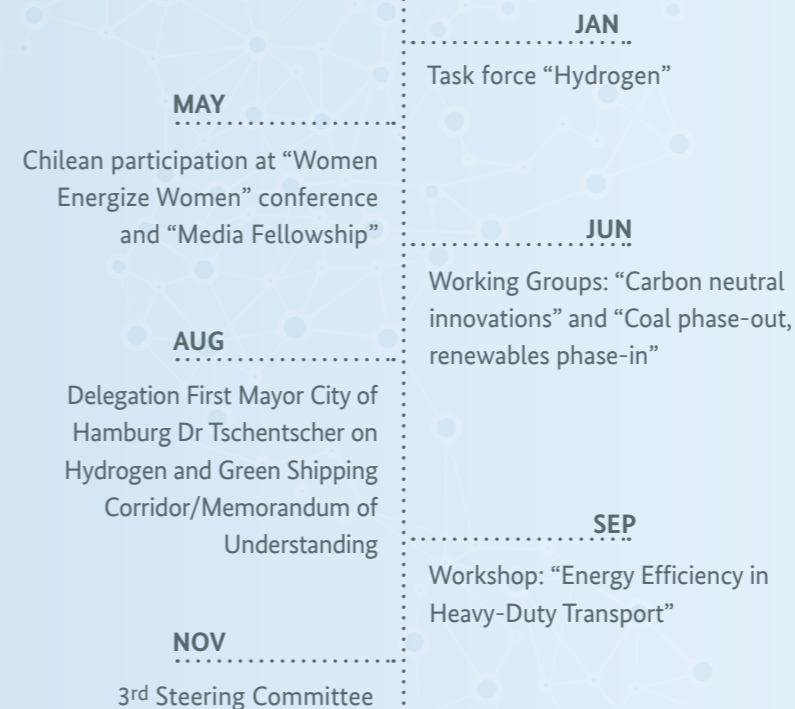 JAN
Task force “Hydrogen”
MAY
Chilean participation at “Women
Energize Women” conference
and “Media Fellowship”
JUN
Working Groups: “Carbon neutral
innovations” and “Coal phase-out,
renewables phase-in”
AUG
Delegation First Mayor City of
Hamburg Dr Tschentscher on
Hydrogen and Green Shipping
Corridor/Memorandum of
Understanding
SEP
Workshop: “Energy Efficiency in
Heavy-Duty Transport”
NOV
3rd Steering Committee